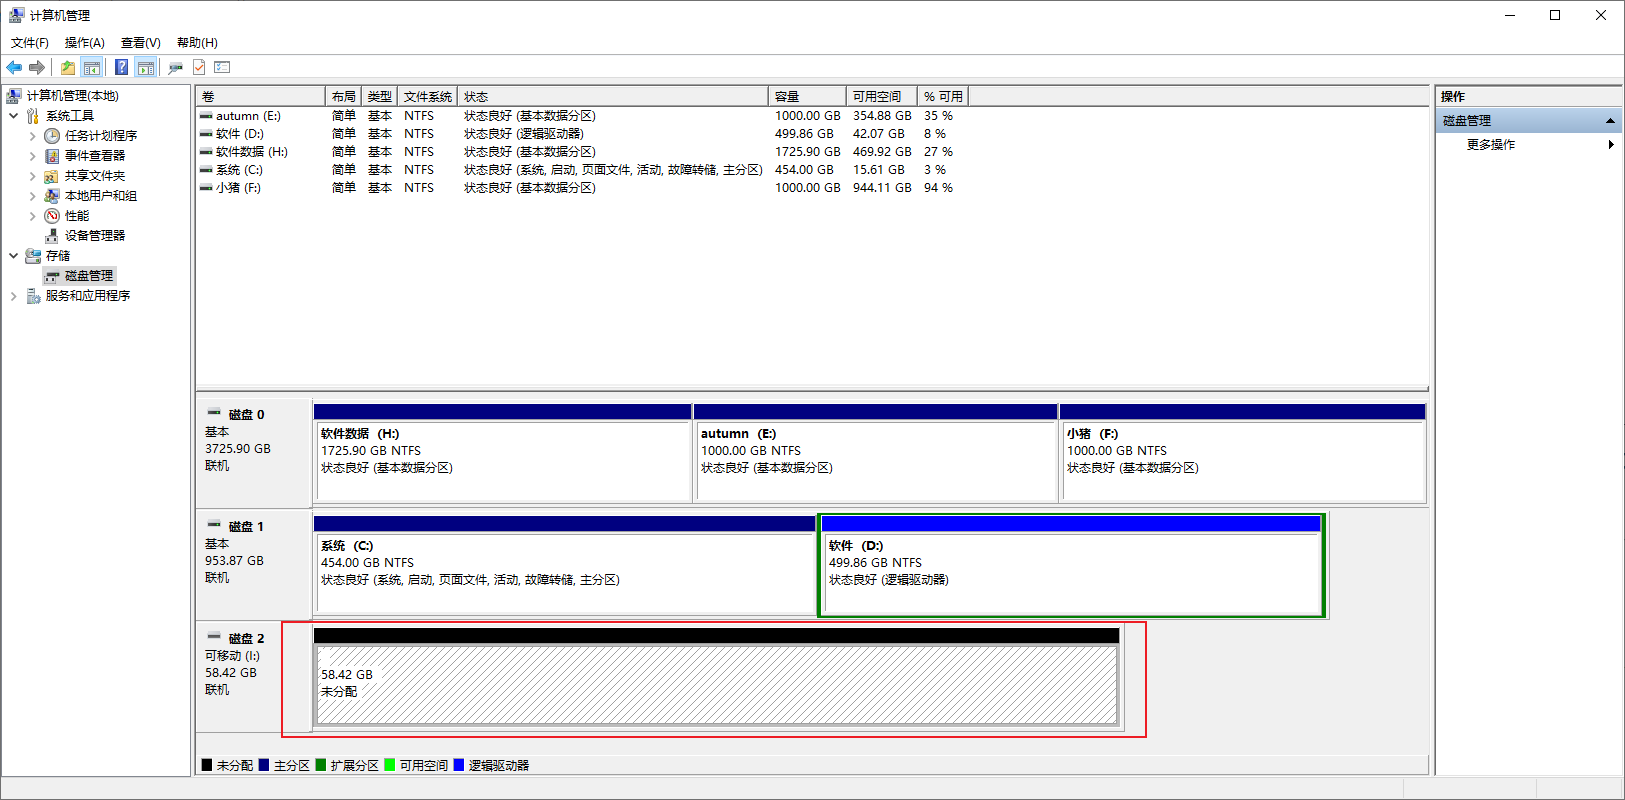 计算机管理
文件(F) 操作(A) 查看(V) 帮助(H)
计算机管理(本地)
系统工具
任务计划程序
事件查看器
共享文件夹
本地用户和组
性能
设备管理器
存储
磁盘管理
服务和应用程序
卷 布局 类型 文件系统 状态 容量 可用空间 % 可用
autumn (E:) 简单 基本 NTFS 状态良好 (基本数据分区) 1000.00 GB 354.88 GB 35 %
软件 (D:) 简单 基本 NTFS 状态良好 (逻辑驱动器) 499.86 GB 42.07 GB 8 %
软件数据 (H:) 简单 基本 NTFS 状态良好 (基本数据分区) 1725.90 GB 469.92 GB 27 %
系统 (C:) 简单 基本 NTFS 状态良好 (系统, 启动, 页面文件, 活动, 故障转储, 主分区) 454.00 GB 15.61 GB 3 %
小猪 (F:) 简单 基本 NTFS 状态良好 (基本数据分区) 1000.00 GB 944.11 GB 94 %
磁盘 0
基本
3725.90 GB
联机
软件数据 (H:)
1725.90 GB NTFS
状态良好 (基本数据分区)
autumn (E:)
1000.00 GB NTFS
状态良好 (基本数据分区)
小猪 (F:)
1000.00 GB NTFS
状态良好 (基本数据分区)
磁盘 1
基本
953.87 GB
联机
系统 (C:)
454.00 GB NTFS
状态良好 (系统, 启动, 页面文件, 活动, 故障转储, 主分区)
软件 (D:)
499.86 GB NTFS
状态良好 (逻辑驱动器)
磁盘 2
可移动 (I:)
58.42 GB
联机
58.42 GB
未分配
未分配 主分区 扩展分区 可用空间 逻辑驱动器
操作
磁盘管理
更多操作